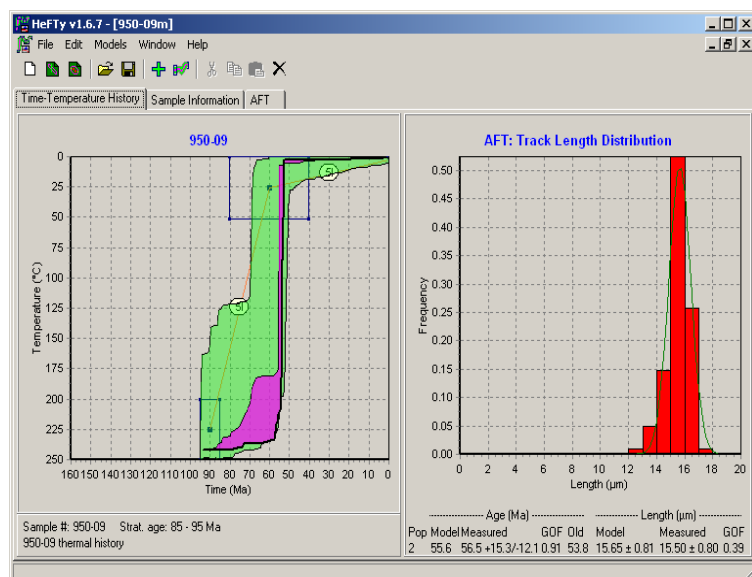 HeFTy v1.6.7 - [950-09m]
File Edit Models Window Help
Time-Temperature History Sample Information AFT
950-09
0
25
50
75
100
125
150
175
200
225
250
Temperature (°C)
5I
5I
160 150 140 130 120 110 100 90 80 70 60 50 40 30 20 10 0
Time (Ma)
Sample #: 950-09 Strat. age: 85 - 95 Ma
950-09 thermal history
AFT: Track Length Distribution
0.50
0.45
0.40
0.35
0.30
0.25
0.20
0.15
0.10
0.05
0.00
Frequency
0 2 4 6 8 10 12 14 16 18 20
Length (µm)
Age (Ma) Length (µm)
Pop Model Measured GOF Old Model Measured GOF
2 55.6 56.5 +15.3/-12.1 0.91 53.8 15.65 ± 0.81 15.50 ± 0.80 0.39